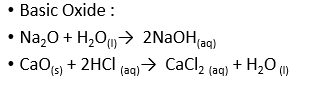 • Basic Oxide :
• Na₂O + H₂O₍ₗ₎→ 2NaOH₍aq₎
• CaO₍s₎ + 2HCl ₍aq₎→ CaCl₂ ₍aq₎ + H₂O ₍l₎